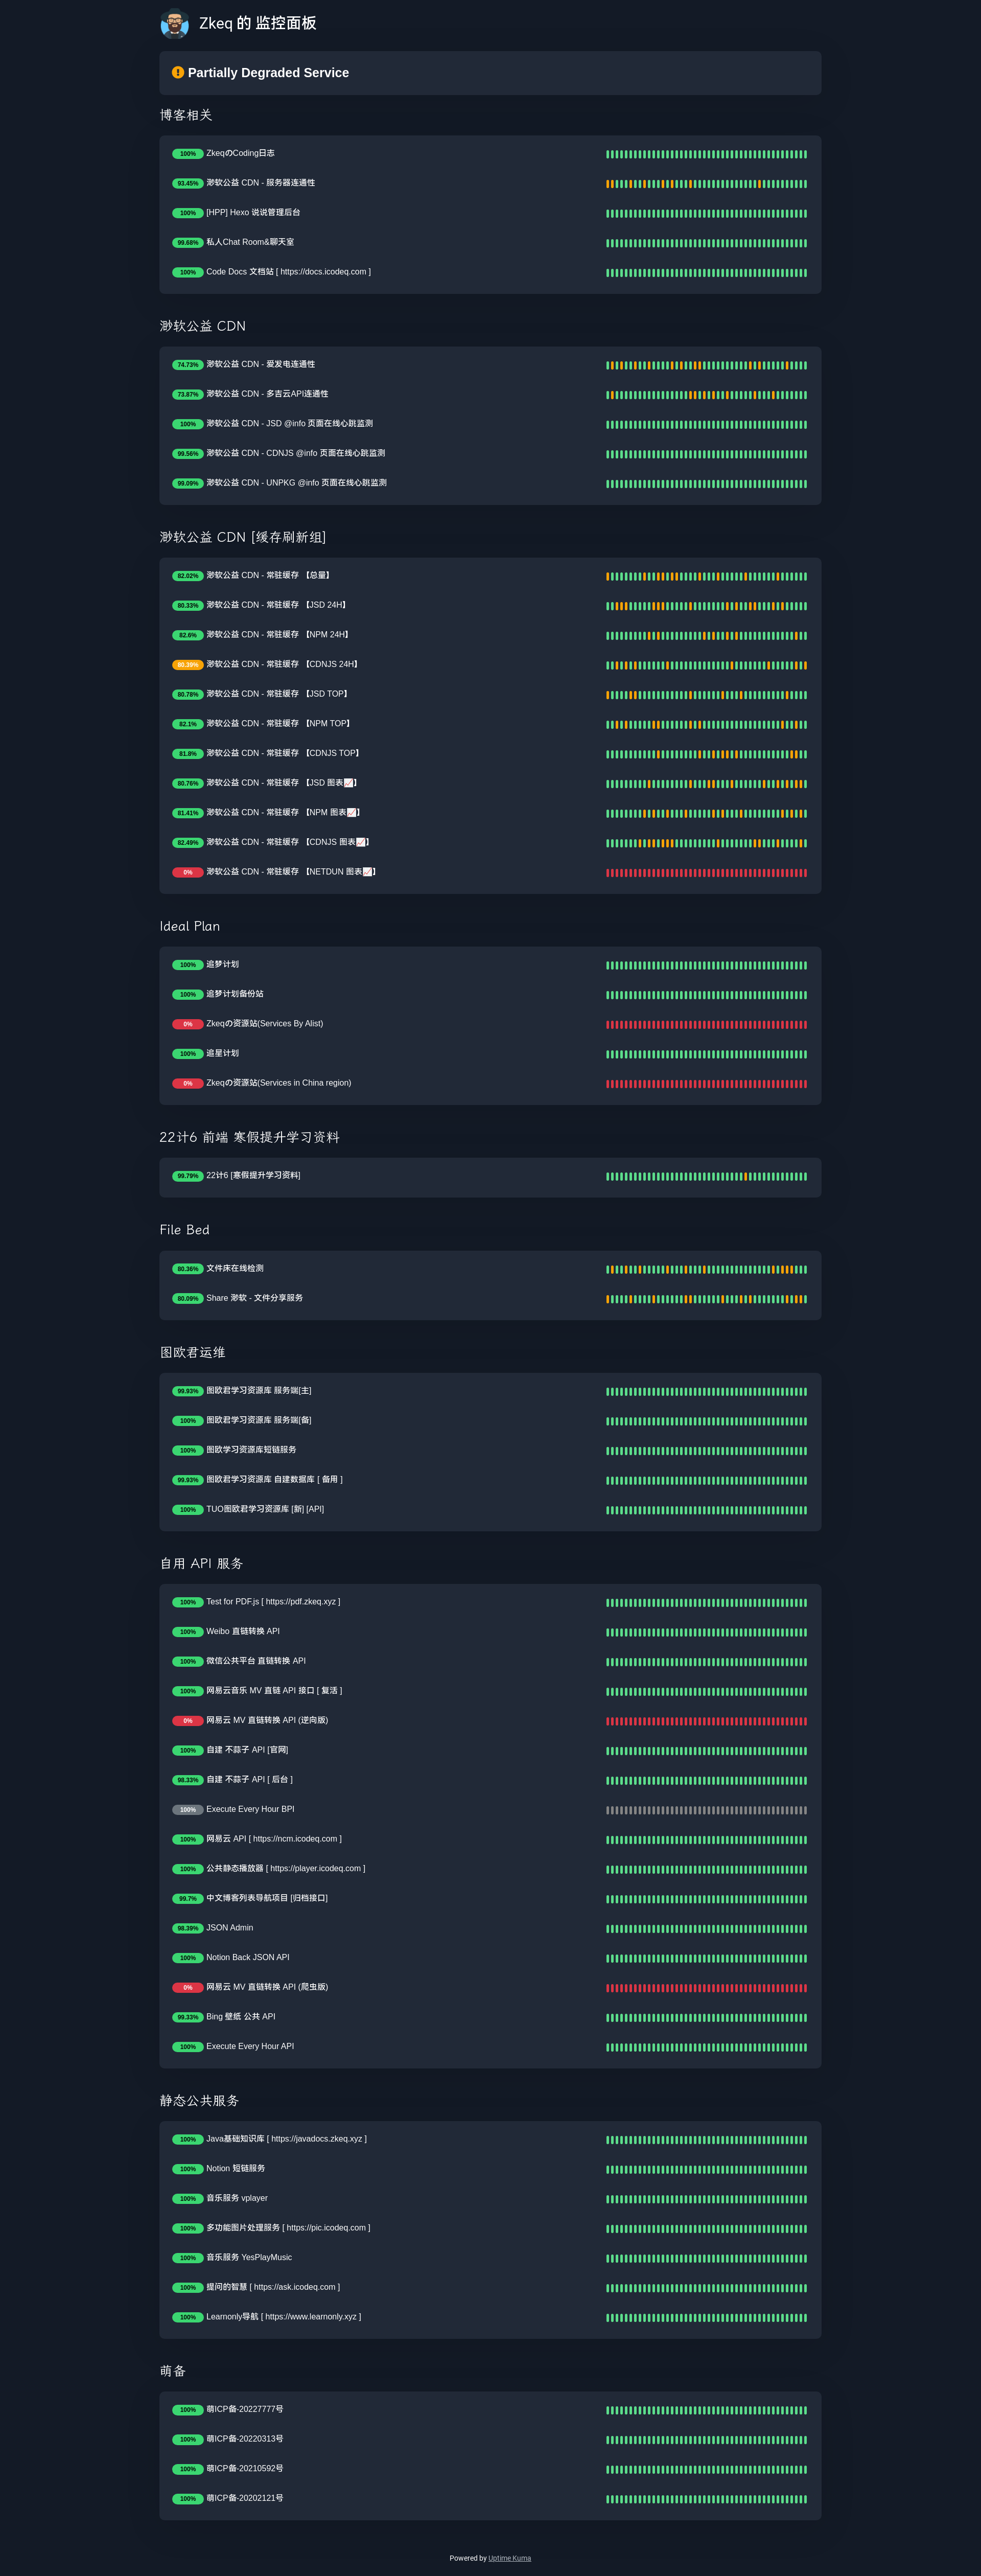 Zkeq 的 监控面板
Partially Degraded Service
博客相关
100% ZkeqのCoding日志
93.45% 渺软公益 CDN - 服务器连通性
100% [HPP] Hexo 说说管理后台
99.68% 私人Chat Room&聊天室
100% Code Docs 文档站 [ https://docs.icodeq.com ]
渺软公益 CDN
74.73% 渺软公益 CDN - 爱发电连通性
73.87% 渺软公益 CDN - 多吉云API连通性
100% 渺软公益 CDN - JSD @info 页面在线心跳监测
99.56% 渺软公益 CDN - CDNJS @info 页面在线心跳监测
99.09% 渺软公益 CDN - UNPKG @info 页面在线心跳监测
渺软公益 CDN [缓存刷新组]
82.02% 渺软公益 CDN - 常驻缓存 【总量】
80.33% 渺软公益 CDN - 常驻缓存 【JSD 24H】
82.6% 渺软公益 CDN - 常驻缓存 【NPM 24H】
80.39% 渺软公益 CDN - 常驻缓存 【CDNJS 24H】
80.78% 渺软公益 CDN - 常驻缓存 【JSD TOP】
82.1% 渺软公益 CDN - 常驻缓存 【NPM TOP】
81.9% 渺软公益 CDN - 常驻缓存 【CDNJS TOP】
80.76% 渺软公益 CDN - 常驻缓存 【JSD 图表📈】
81.41% 渺软公益 CDN - 常驻缓存 【NPM 图表📈】
82.49% 渺软公益 CDN - 常驻缓存 【CDNJS 图表📈】
0% 渺软公益 CDN - 常驻缓存 【NETDUN 图表📈】
Ideal Plan
100% 追梦计划
100% 追梦计划备份站
0% Zkeqの资源站(Services By Alist)
100% 追星计划
0% Zkeqの资源站(Services in China region)
22计6 前端 寒假提升学习资料
99.79% 22计6 [寒假提升学习资料]
File Bed
80.36% 文件床在线检测
80.09% Share 渺软 - 文件分享服务
图欧君运维
99.93% 图欧君学习资源库 服务端[主]
100% 图欧君学习资源库 服务端[备]
100% 图欧学习资源库短链服务
99.93% 图欧君学习资源库 自建数据库 [ 备用 ]
100% TUO图欧君学习资源库 [新] [API]
自用 API 服务
100% Test for PDF.js [ https://pdf.zkeq.xyz ]
100% Weibo 直链转换 API
100% 微信公共平台 直链转换 API
100% 网易云音乐 MV 直链 API 接口 [ 复活 ]
0% 网易云 MV 直链转换 API (逆向版)
100% 自建 不蒜子 API [官网]
98.33% 自建 不蒜子 API [ 后台 ]
100% Execute Every Hour BPI
100% 网易云 API [ https://ncm.icodeq.com ]
100% 公共静态播放器 [ https://player.icodeq.com ]
99.7% 中文博客列表导航项目 [归档接口]
98.39% JSON Admin
100% Notion Back JSON API
0% 网易云 MV 直链转换 API (爬虫版)
99.33% Bing 壁纸 公共 API
100% Execute Every Hour API
静态公共服务
100% Java基础知识库 [ https://javadocs.zkeq.xyz ]
100% Notion 短链服务
100% 音乐服务 vplayer
100% 多功能图片处理服务 [ https://pic.icodeq.com ]
100% 音乐服务 YesPlayMusic
100% 提问的智慧 [ https://ask.icodeq.com ]
100% Learnonly导航 [ https://www.learnonly.xyz ]
萌备
100% 萌ICP备-20227777号
100% 萌ICP备-20220313号
100% 萌ICP备-20210592号
100% 萌ICP备-20202121号
Powered by Uptime Kuma